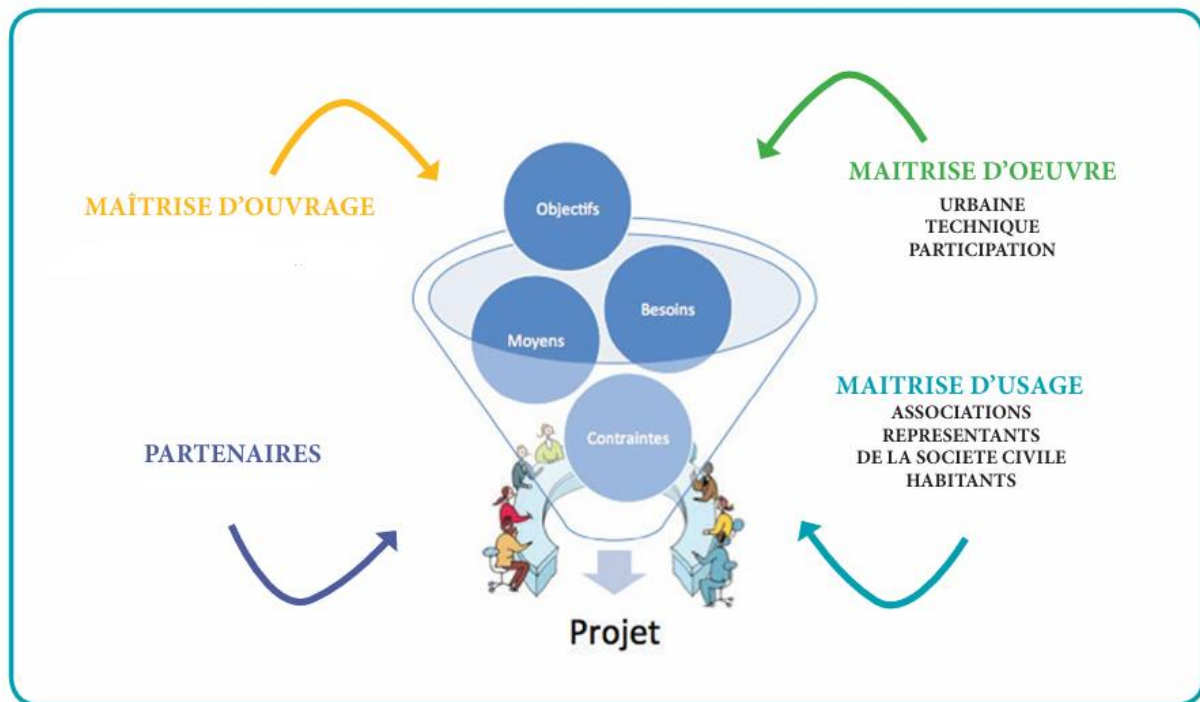 MAÎTRISE D'OUVRAGE
MAITRISE D'OEUVRE
URBAINE
TECHNIQUE
PARTICIPATION
Objectifs
Besoins
Moyens
Contraintes
PARTENAIRES
MAITRISE D'USAGE
ASSOCIATIONS
REPRESENTANTS
DE LA SOCIETE CIVILE
HABITANTS
Projet